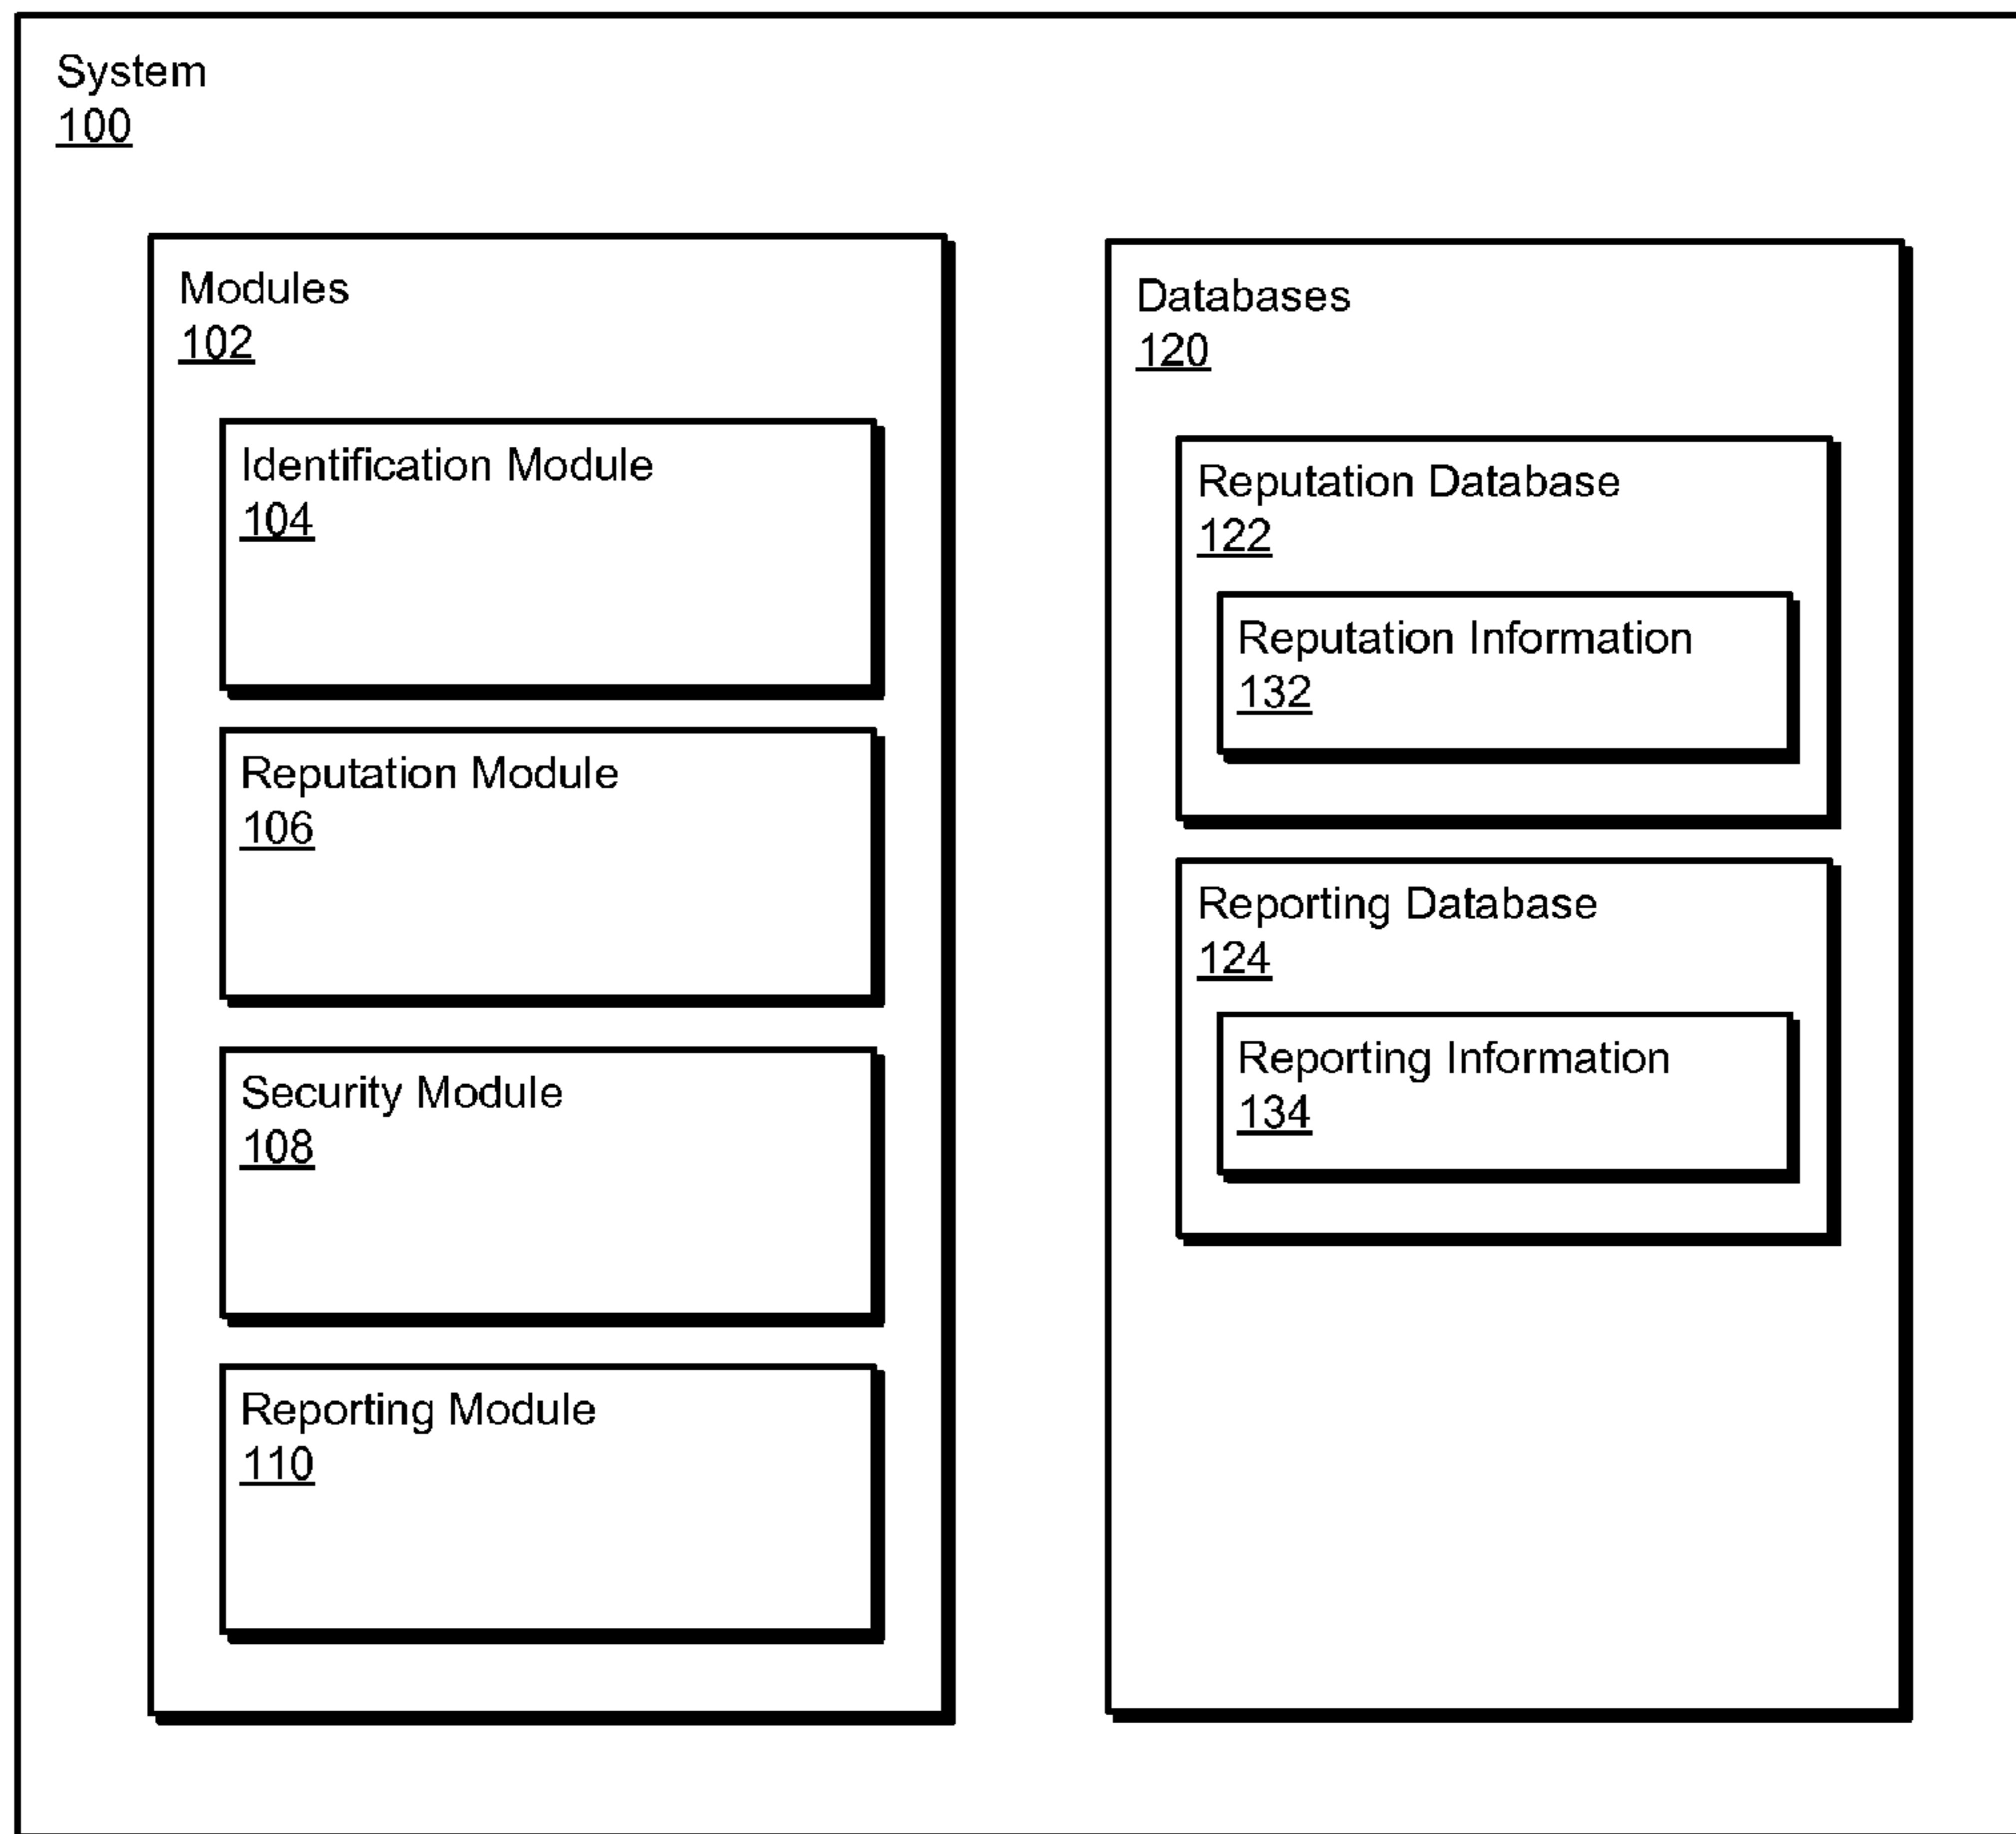 System
100
Modules
102
Identification Module
104
Reputation Module
106
Security Module
108
Reporting Module
110
Databases
120
Reputation Database
122
Reputation Information
132
Reporting Database
124
Reporting Information
134